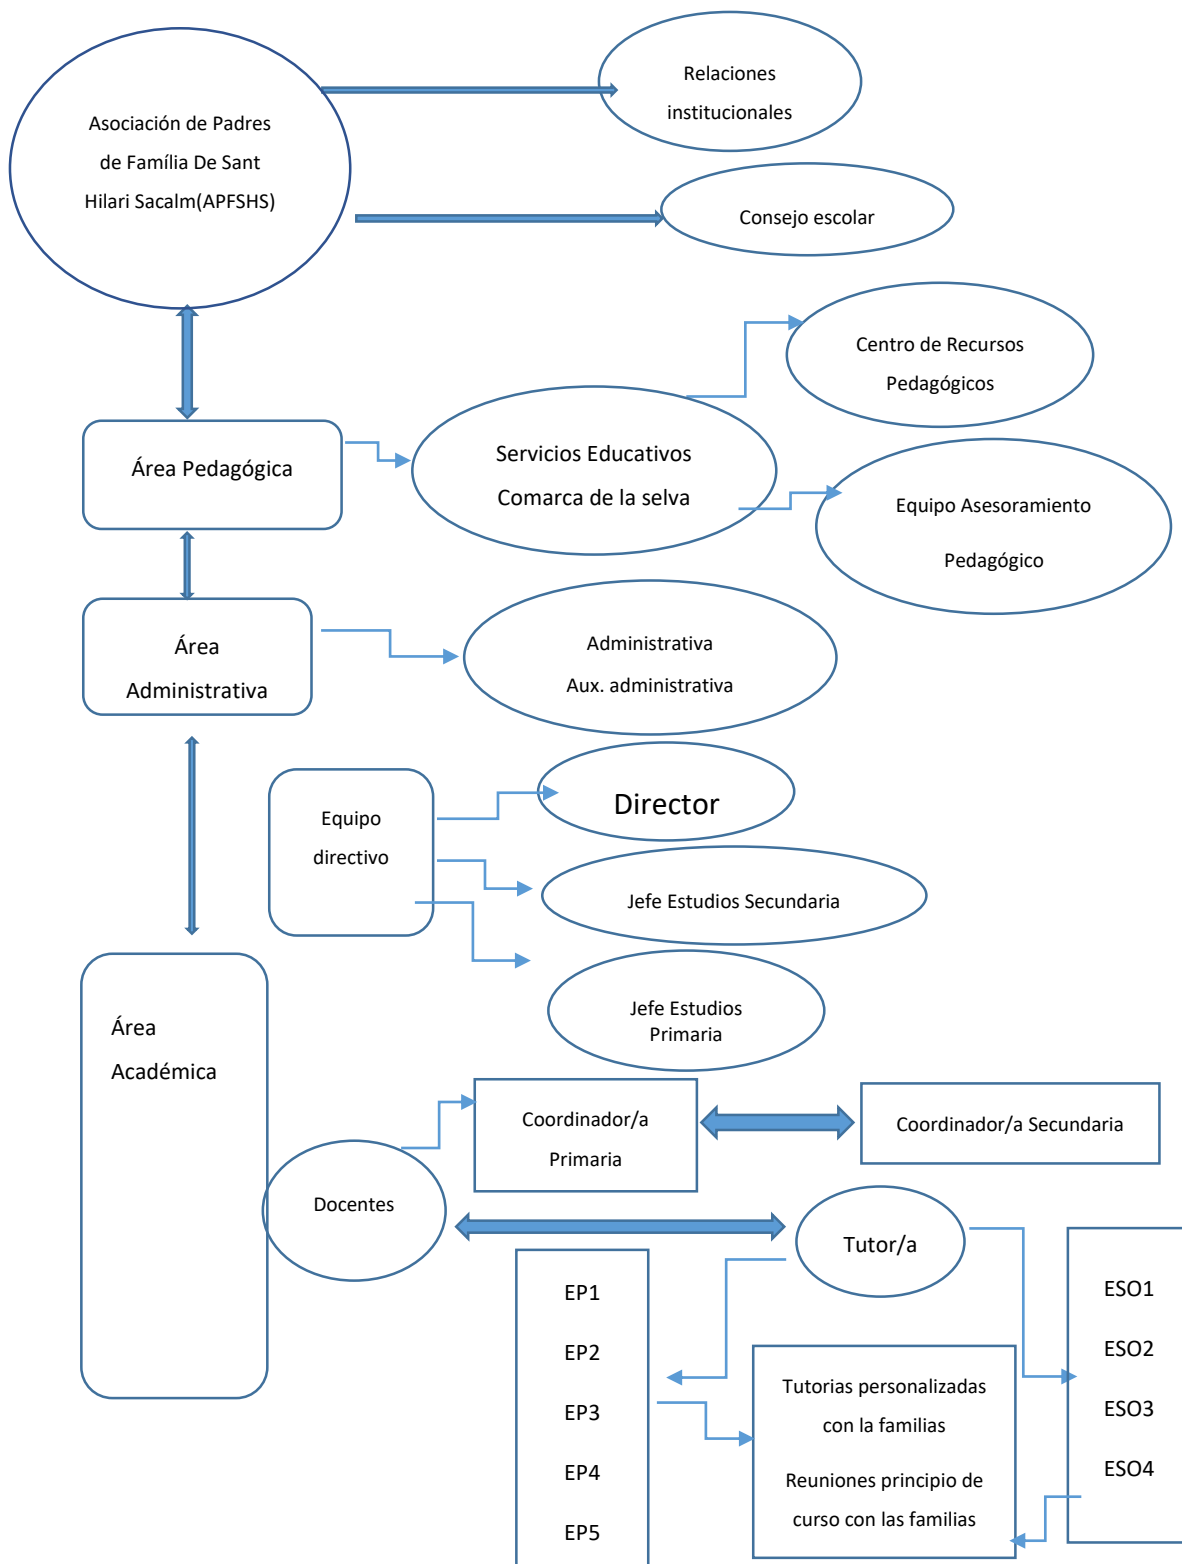 Asociación de Padres
de Família De Sant
Hilari Sacalm(APFSHS)
Relaciones
institucionales
Consejo escolar
Centro de Recursos
Pedagógicos
Área Pedagógica
Servicios Educativos
Comarca de la selva
Equipo Asesoramiento
Pedagógico
Área
Administrativa
Administrativa
Aux. administrativa
Equipo
directivo
Director
Jefe Estudios Secundaria
Jefe Estudios
Primaria
Área
Académica
Coordinador/a
Primaria
Coordinador/a Secundaria
Docentes
Tutor/a
EP1
EP2
EP3
EP4
EP5
Tutorias personalizadas
con la familias
Reuniones principio de
curso con las familias
ESO1
ESO2
ESO3
ESO4